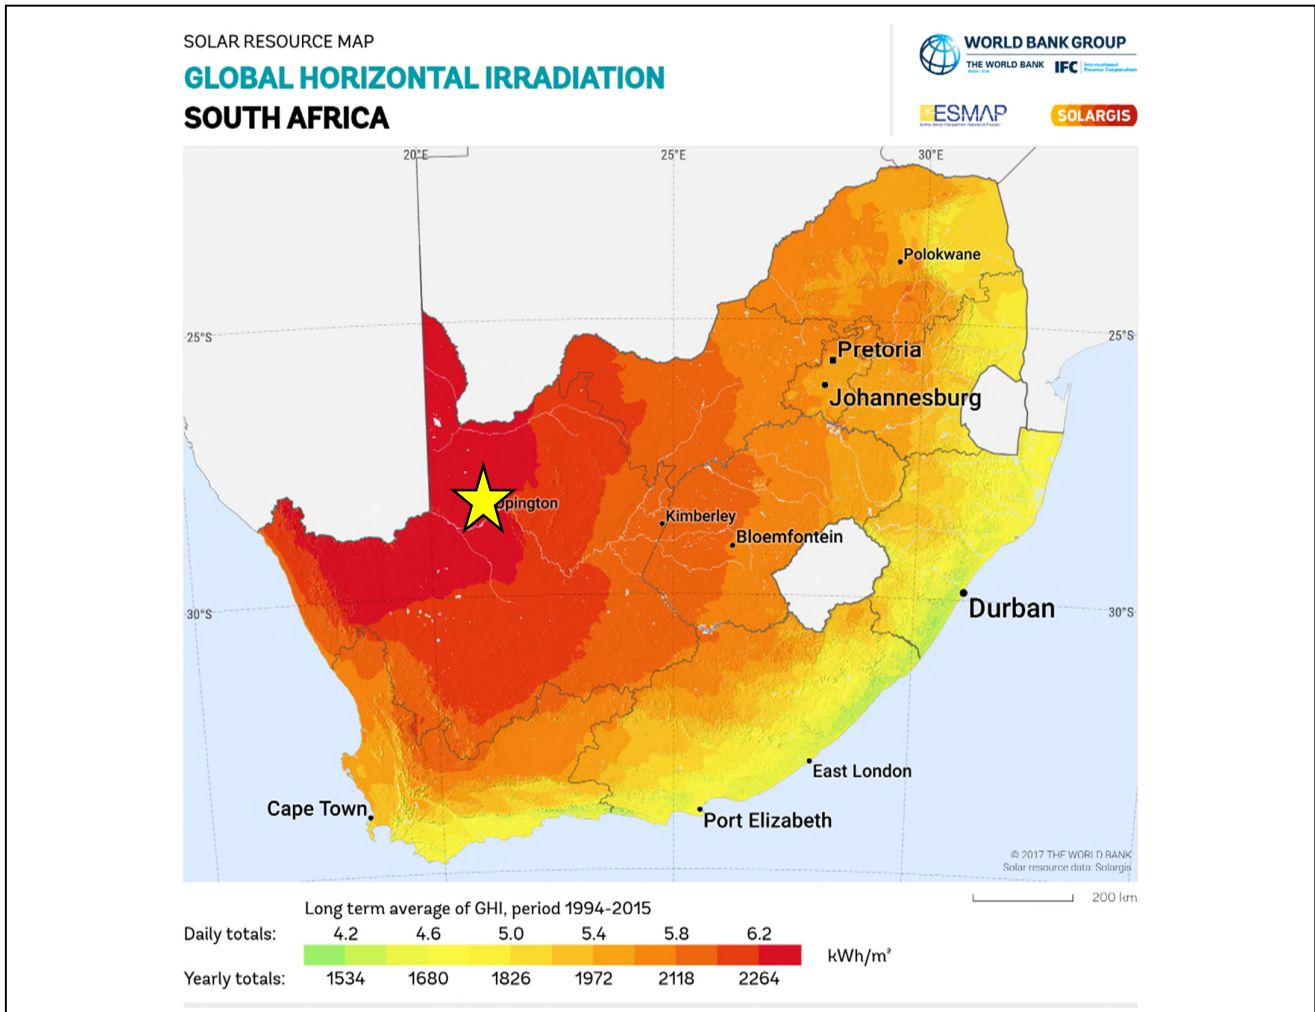 SOLAR RESOURCE MAP
GLOBAL HORIZONTAL IRRADIATION
SOUTH AFRICA
WORLD BANK GROUP
THE WORLD BANK
IFC International Finance Corporation
ESMAP
SOLARGIS
20°E 25°E 30°E
Polokwane
25°S 25°S
Pretoria
Johannesburg
pington
Kimberley
Bloemfontein
30°S 30°S
Durban
East London
Cape Town
Port Elizabeth
© 2017 THE WORLD BANK
Solar resource data: Solargis
200 km
Long term average of GHI, period 1994-2015
Daily totals: 4.2 4.6 5.0 5.4 5.8 6.2
kWh/m²
Yearly totals: 1534 1680 1826 1972 2118 2264